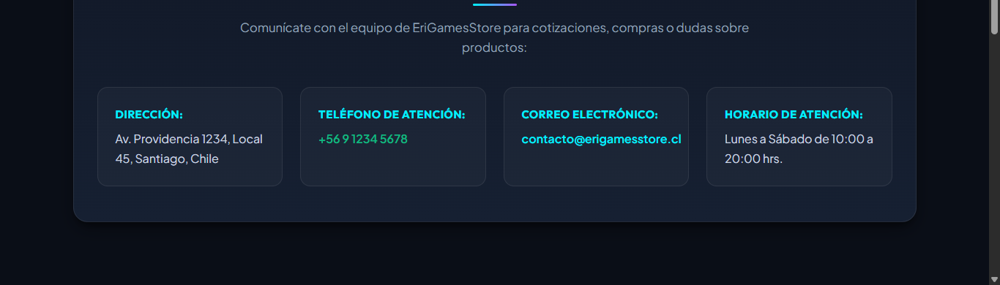 Comunícate con el equipo de EriGamesStore para cotizaciones, compras o dudas sobre
productos:
DIRECCIÓN:
Av. Providencia 1234, Local
45, Santiago, Chile
TELÉFONO DE ATENCIÓN:
+56 9 1234 5678
CORREO ELECTRÓNICO:
contacto@erigamesstore.cl
HORARIO DE ATENCIÓN:
Lunes a Sábado de 10:00 a
20:00 hrs.